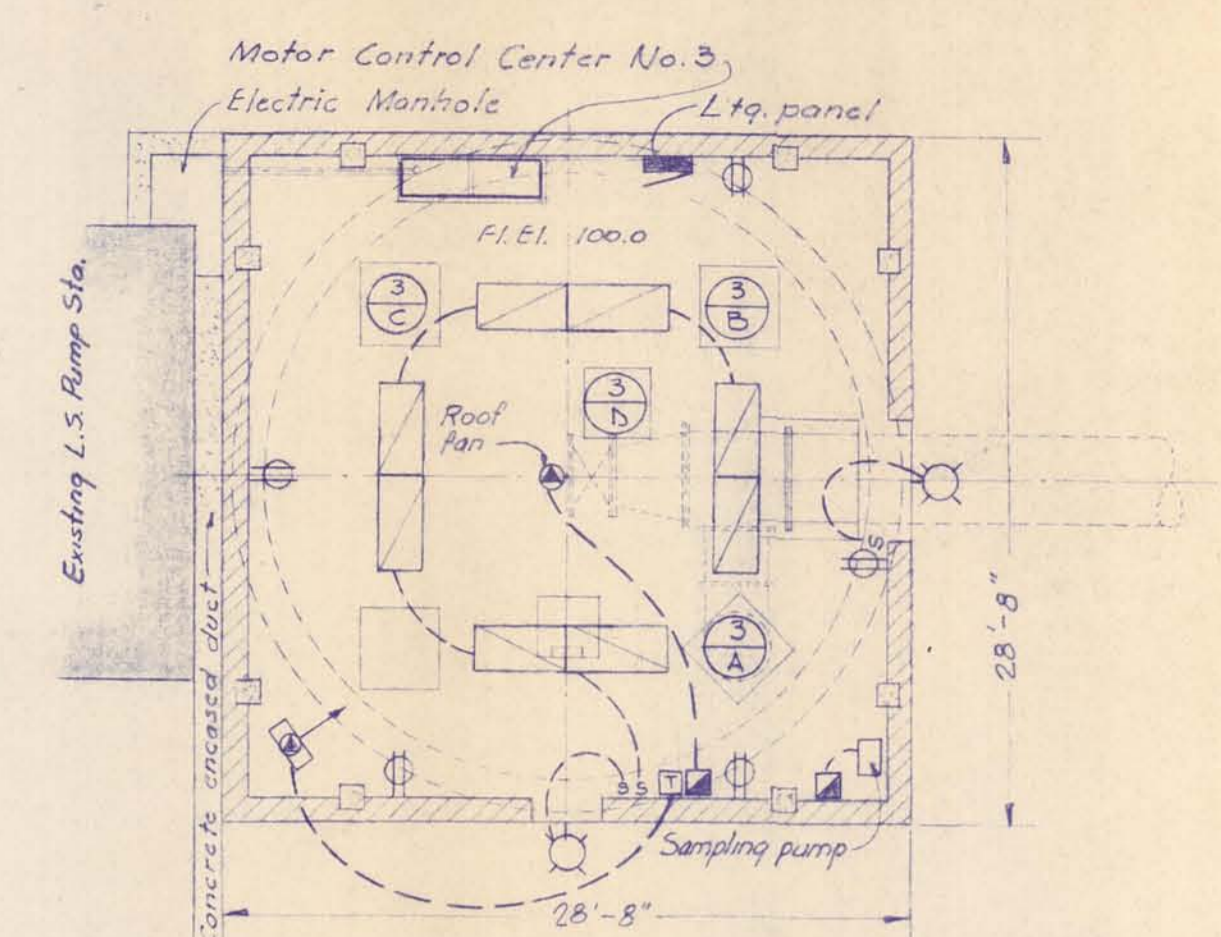 Motor Control Center No.3
Electric Manhole
Ltg. panel
Fl. El. 100.0
Existing L.S. Pump Sta.
3
C
3
B
3
D
Roof
fan
3
A
S
S S
T
Concrete encased duct
Sampling pump
28'-8"
28'-8"